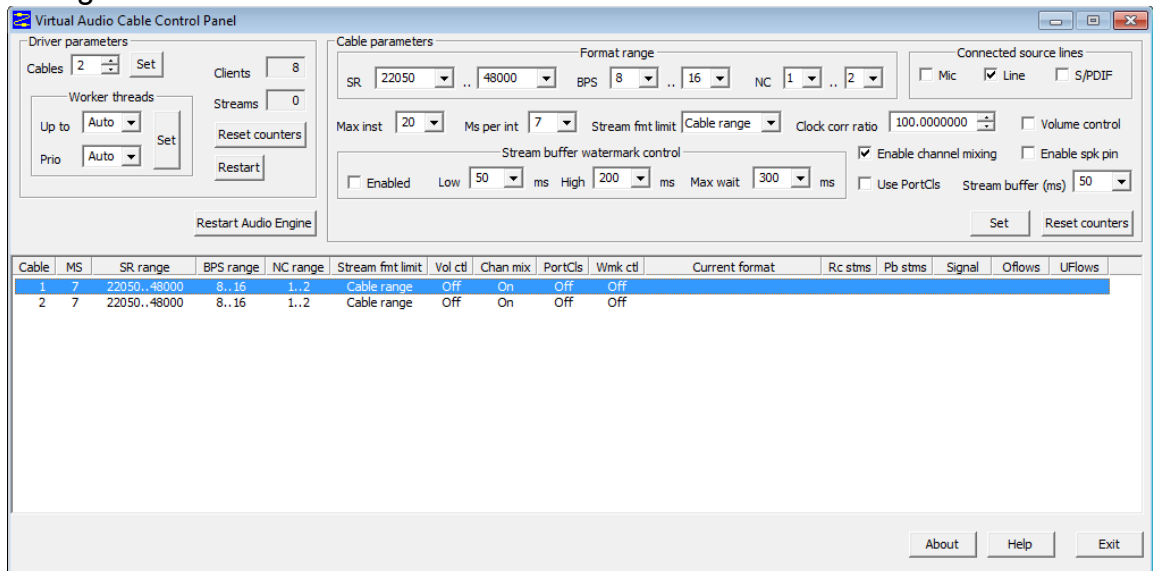 Virtual Audio Cable Control Panel
Driver parameters
Cables 2 Set
Clients 8
Worker threads
Streams 0
Up to Auto
Set
Reset counters
Prio Auto
Restart
Restart Audio Engine
Cable parameters
Format range
SR 22050 .. 48000 BPS 8 .. 16 NC 1 .. 2
Connected source lines
Mic Line S/PDIF
Max inst 20 Ms per int 7 Stream fmt limit Cable range Clock corr ratio 100.0000000 Volume control
Stream buffer watermark control
Enable channel mixing Enable spk pin
Enabled Low 50 ms High 200 ms Max wait 300 ms
Use PortCls Stream buffer (ms) 50
Set Reset counters
Cable MS SR range BPS range NC range Stream fmt limit Vol ctl Chan mix PortCls Wmk ctl Current format Rc stms Pb stms Signal Oflows UFlows
1 7 22050..48000 8..16 1..2 Cable range Off On Off Off
2 7 22050..48000 8..16 1..2 Cable range Off On Off Off
About Help Exit